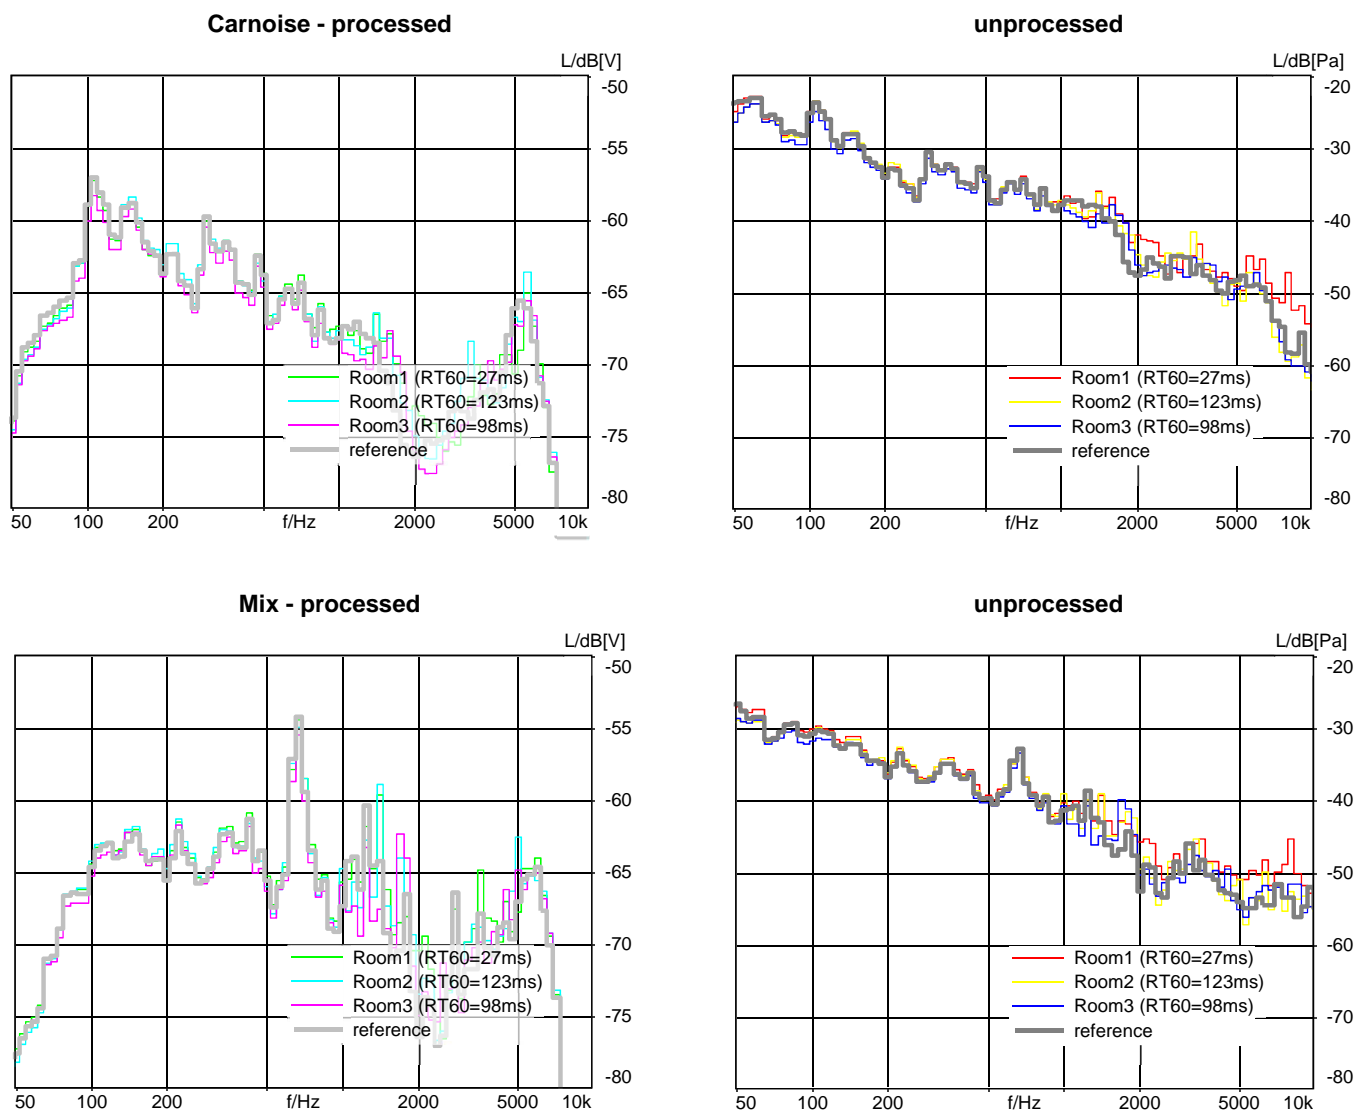 Carnoise - processed
L/dB[V]
-50
-55
-60
-65
-70
-75
-80
Room1 (RT60=27ms)
Room2 (RT60=123ms)
Room3 (RT60=98ms)
reference
50 100 200 f/Hz 2000 5000 10k
unprocessed
L/dB[Pa]
-20
-30
-40
-50
-60
-70
-80
Room1 (RT60=27ms)
Room2 (RT60=123ms)
Room3 (RT60=98ms)
reference
50 100 200 f/Hz 2000 5000 10k
Mix - processed
L/dB[V]
-50
-55
-60
-65
-70
-75
-80
Room1 (RT60=27ms)
Room2 (RT60=123ms)
Room3 (RT60=98ms)
reference
50 100 200 f/Hz 2000 5000 10k
unprocessed
L/dB[Pa]
-20
-30
-40
-50
-60
-70
-80
Room1 (RT60=27ms)
Room2 (RT60=123ms)
Room3 (RT60=98ms)
reference
50 100 200 f/Hz 2000 5000 10k